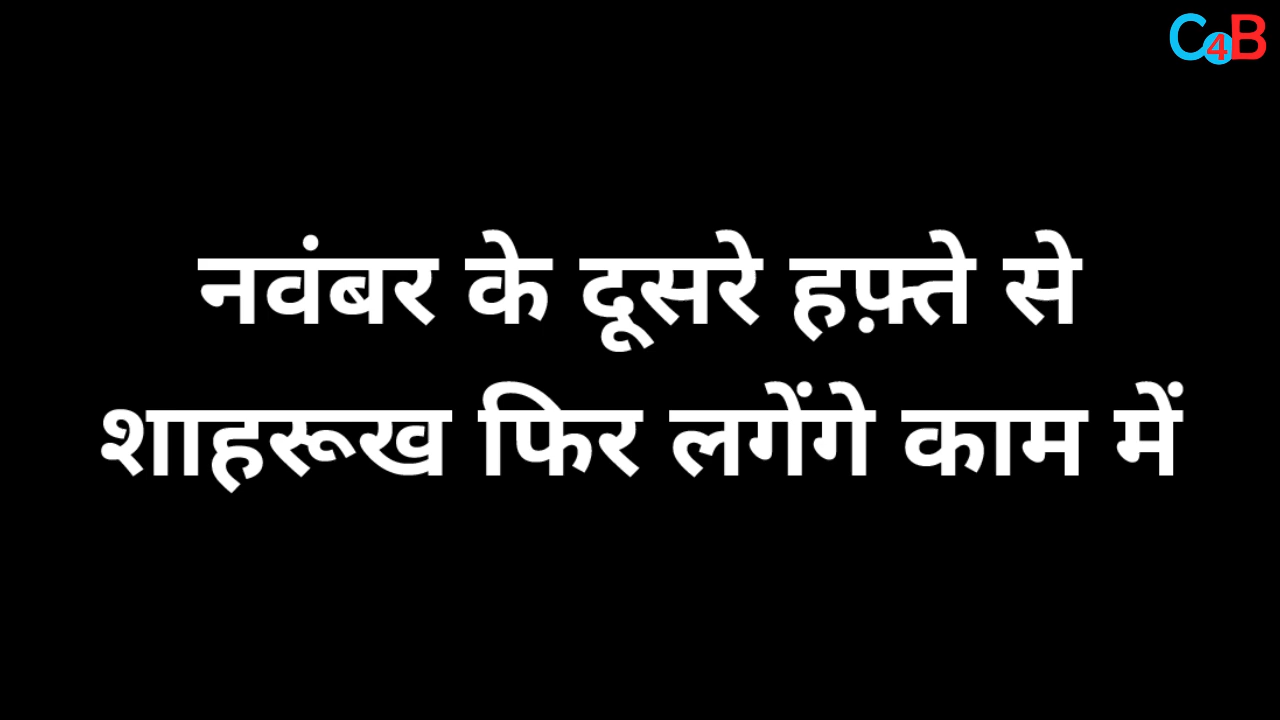 C4B
नवंबर के दूसरे हफ़्ते से
शाहरूख फिर लगेंगे काम में